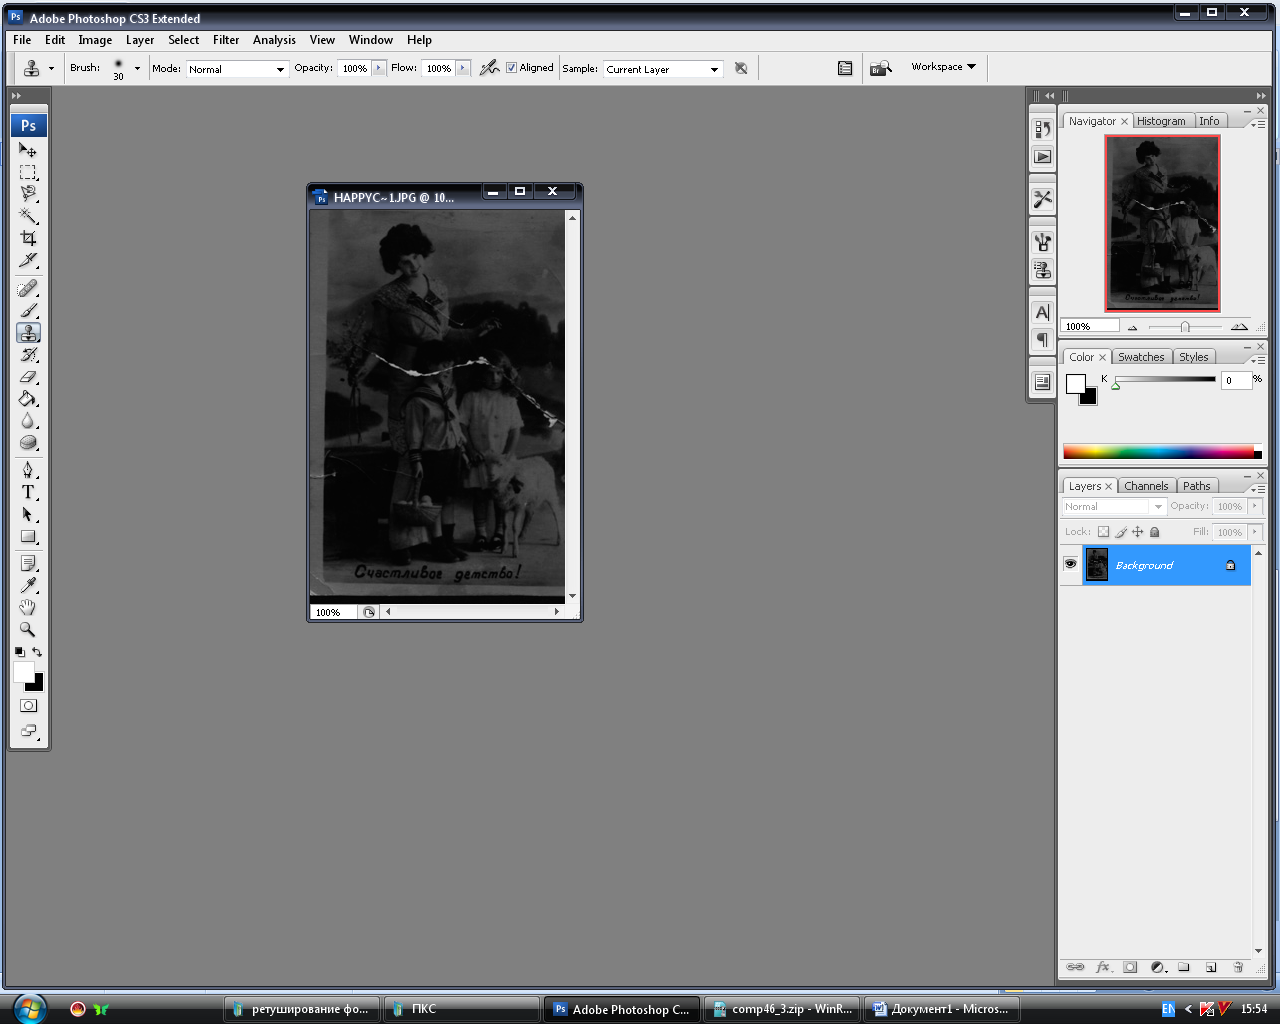 Adobe Photoshop CS3 Extended
File Edit Image Layer Select Filter Analysis View Window Help
Brush: 30 Mode: Normal Opacity: 100% Flow: 100% Aligned Sample: Current Layer Workspace
Ps
Navigator Histogram Info
HAPPYC~1.JPG @ 10...
100%
Color Swatches Styles
K 0 %
Layers Channels Paths
Normal Opacity: 100%
Lock: Fill: 100%
Background
Счастливое детство!
100%
ретуширование фо... ПКС Adobe Photoshop C... comp46_3.zip - WinR... Документ1 - Micros... EN 15:54